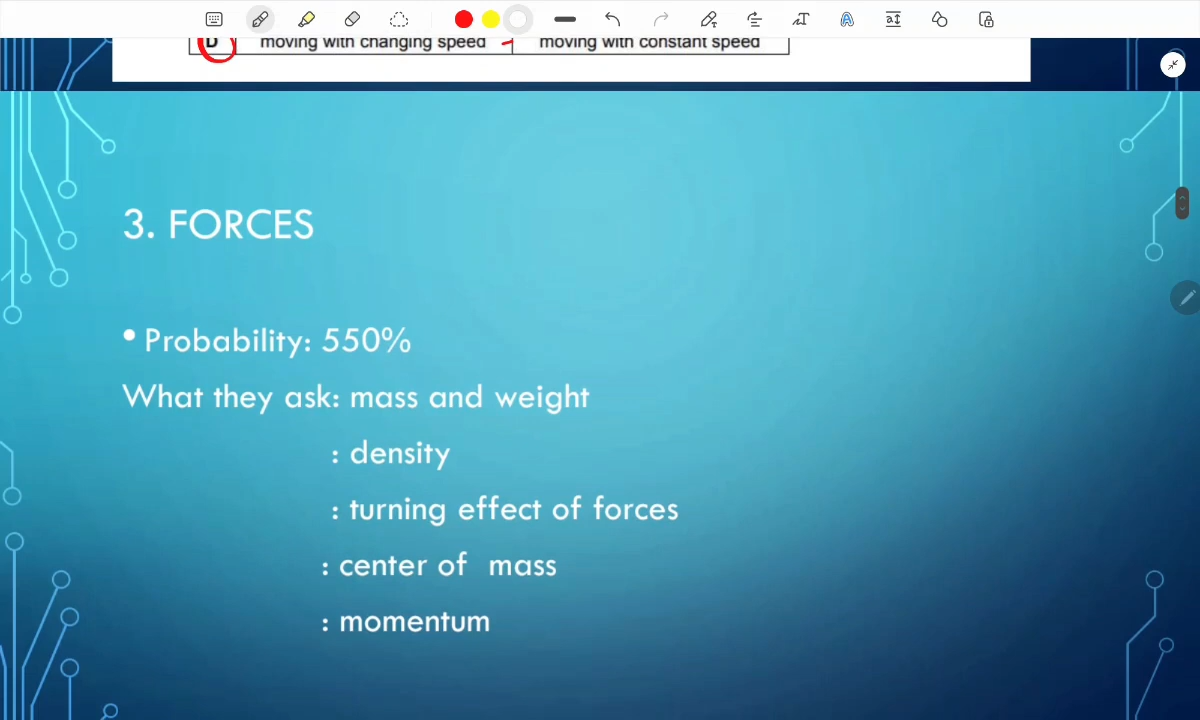 D moving with changing speed moving with constant speed
3. FORCES
• Probability: 550%
What they ask: mass and weight
: density
: turning effect of forces
: center of mass
: momentum